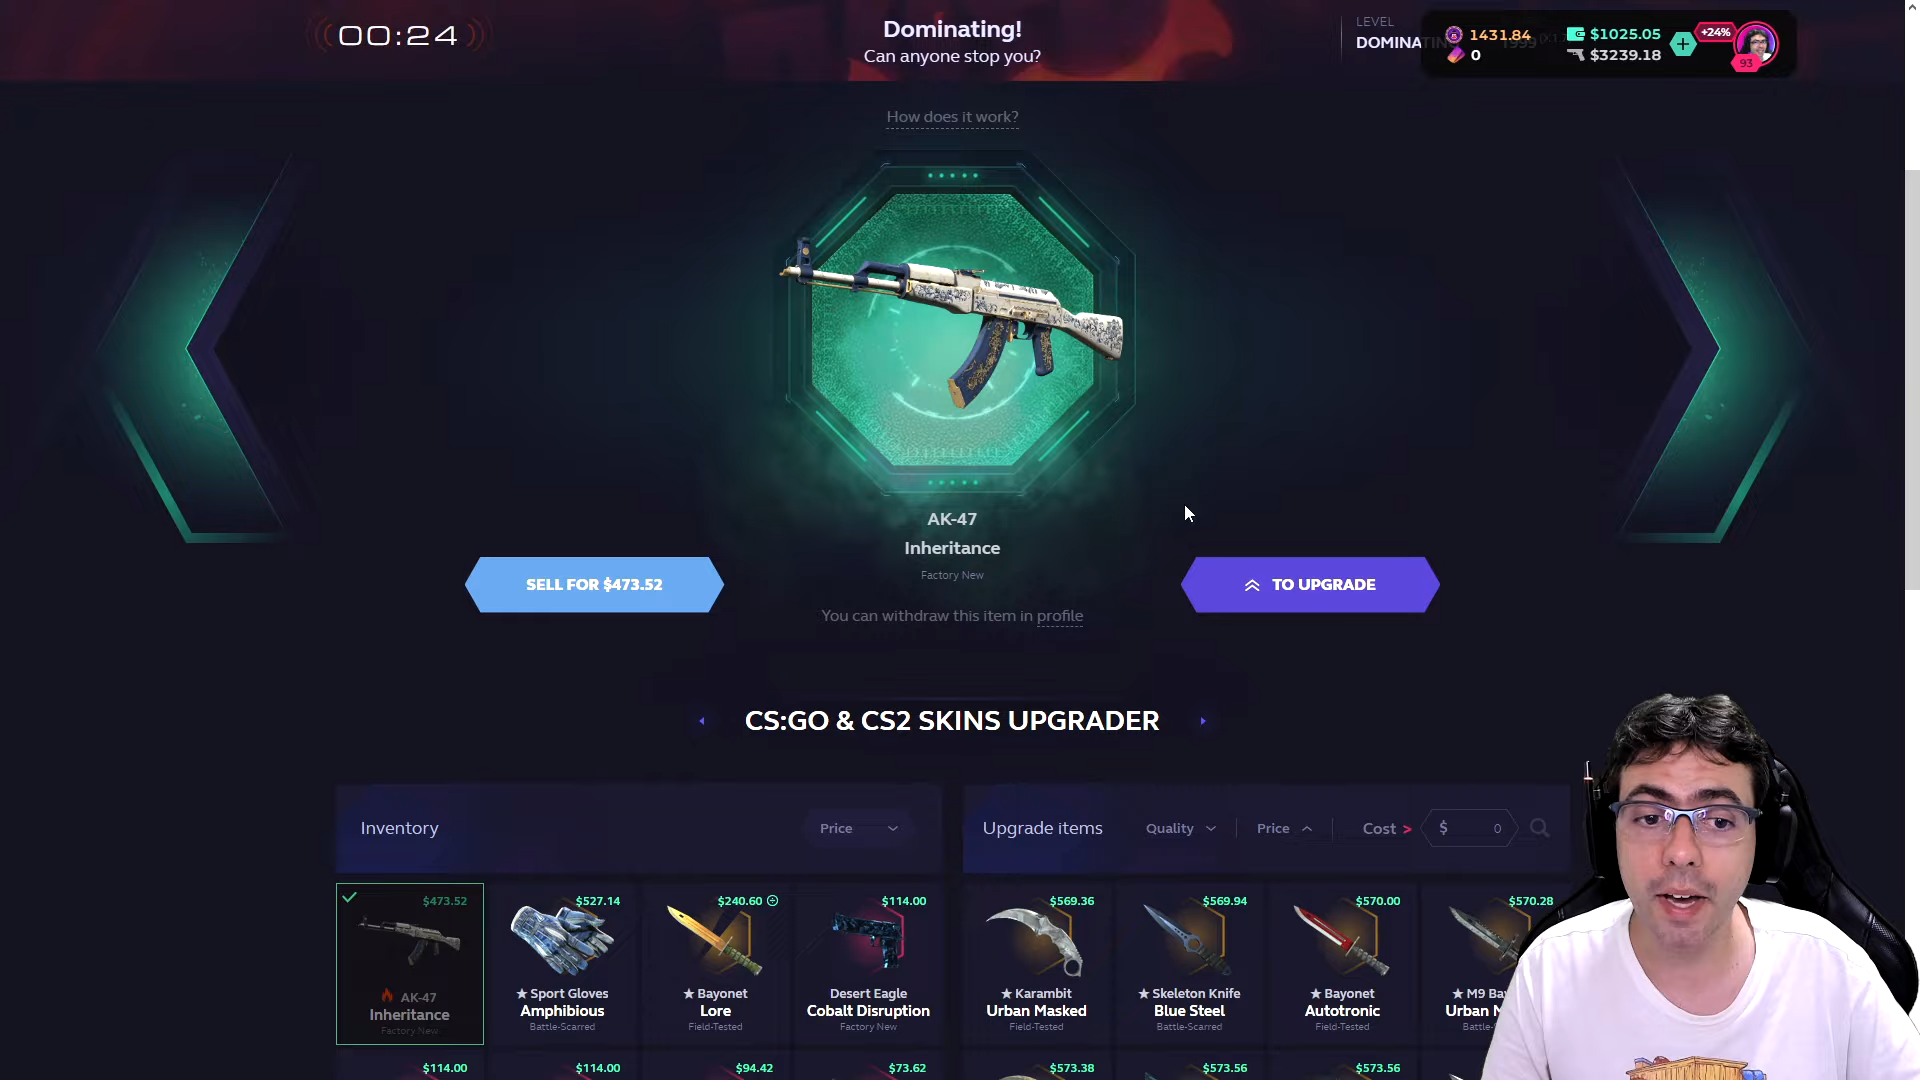 00:24
Dominating!
Can anyone stop you?
LEVEL
1431.84
0
$1025.05
$3239.18
+24%
93
How does it work?
AK-47
Inheritance
Factory New
SELL FOR $473.52
TO UPGRADE
You can withdraw this item in profile
CS:GO & CS2 SKINS UPGRADER
Inventory
Price
Upgrade items
Quality
Price
Cost >
$ 0
$473.52
AK-47
Inheritance
Factory New
$527.14
★ Sport Gloves
Amphibious
Battle-Scarred
$240.60
★ Bayonet
Lore
Field-Tested
$114.00
Desert Eagle
Cobalt Disruption
Factory New
$569.36
★ Karambit
Urban Masked
Field-Tested
$569.94
★ Skeleton Knife
Blue Steel
Battle-Scarred
$570.00
★ Bayonet
Autotronic
Field-Tested
$570.28
★ M9
Urban
$114.00
$114.00
$94.42
$73.62
$573.38
$573.56
$573.56